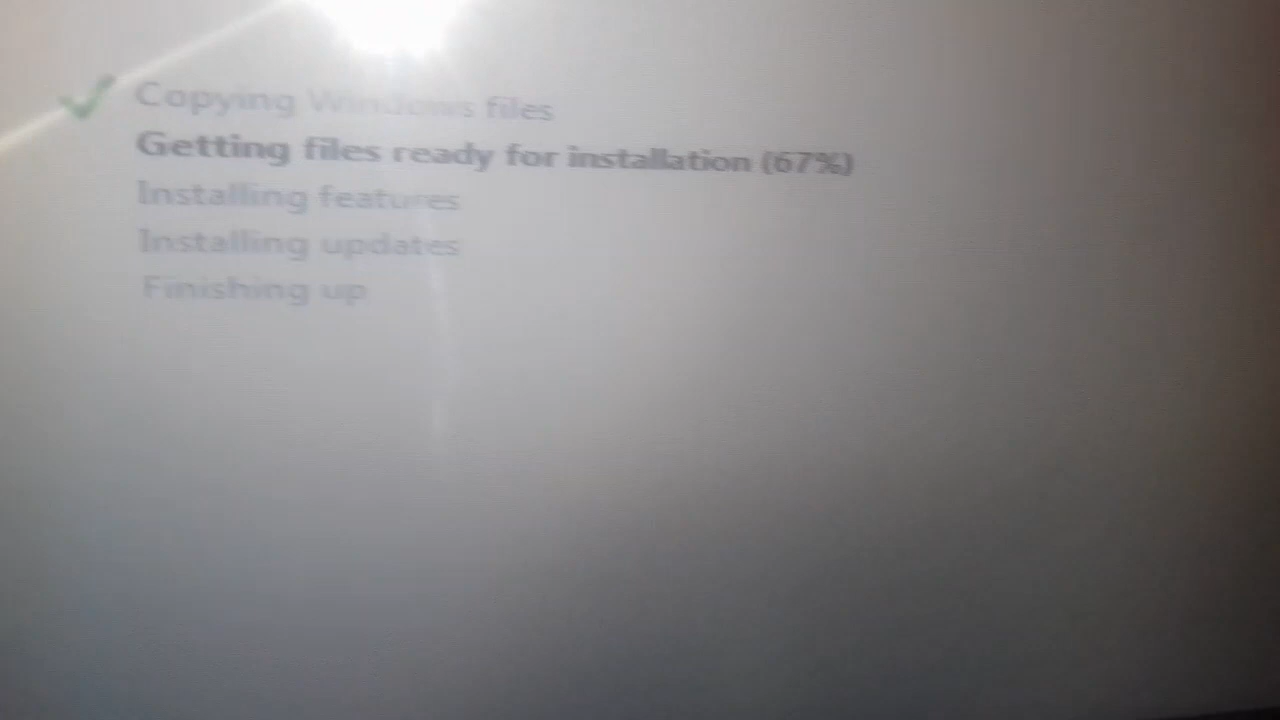 Copying Windows files
Getting files ready for installation (67%)
Installing features
Installing updates
Finishing up